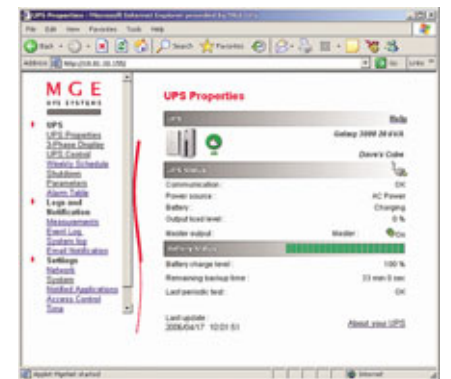 UPS Properties - Microsoft Internet Explorer provided by MGE UPS
File Edit View Favorites Tools Help
Back Search Favorites
Address Go Links
MGE
UPS SYSTEMS
UPS
UPS Properties
3-Phase Display
UPS Control
Weekly Schedule
Shutdown
Parameters
Alarm Table
Logs and
Notification
Measurements
Event Log
System log
Email Notification
Settings
Network
System
Notified Applications
Access Control
Time
UPS Properties
UPS Help
Galaxy 3000 20 kVA
Dave's Cube
UPS Status
Communication: OK
Power source: AC Power
Battery: Charging
Output load level: 0 %
Master output: Master: On
Battery Status
Battery charge level: 100 %
Remaining backup time: 33 min 0 sec
Last periodic test: OK
Last update:
2006/04/17 10:01:51 About your UPS
Applet started Internet